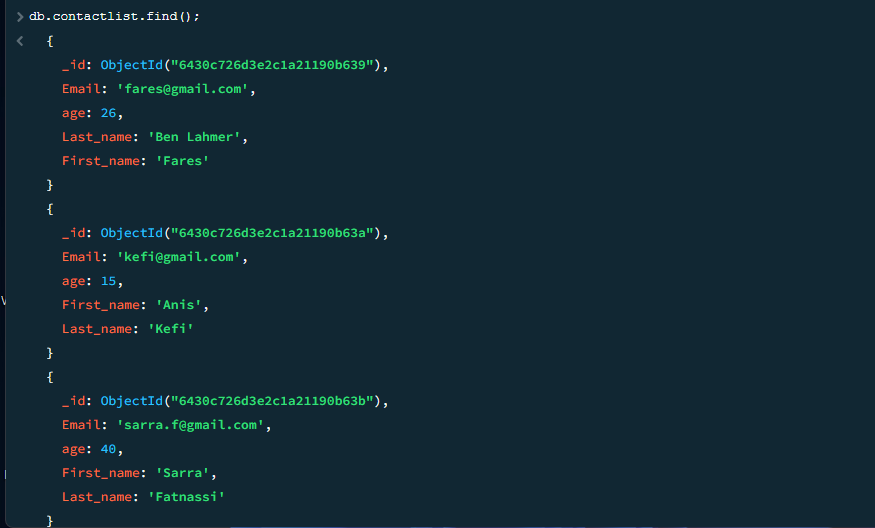 > db.contactlist.find();
< {
_id: ObjectId("6430c726d3e2c1a21190b639"),
Email: 'fares@gmail.com',
age: 26,
Last_name: 'Ben Lahmer',
First_name: 'Fares'
}
{
_id: ObjectId("6430c726d3e2c1a21190b63a"),
Email: 'kefi@gmail.com',
age: 15,
First_name: 'Anis',
Last_name: 'Kefi'
}
{
_id: ObjectId("6430c726d3e2c1a21190b63b"),
Email: 'sarra.f@gmail.com',
age: 40,
First_name: 'Sarra',
Last_name: 'Fatnassi'
}